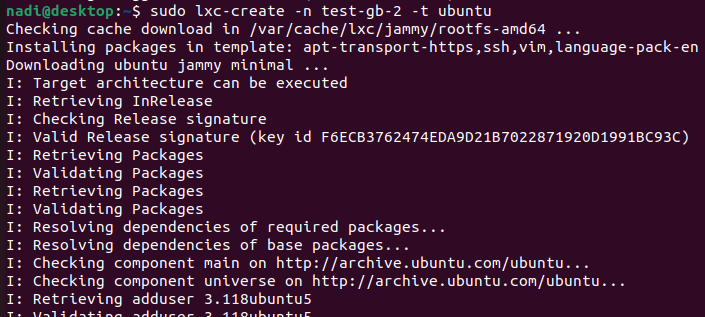 nadi@desktop:~$ sudo lxc-create -n test-gb-2 -t ubuntu
Checking cache download in /var/cache/lxc/jammy/rootfs-amd64 ...
Installing packages in template: apt-transport-https,ssh,vim,language-pack-en
Downloading ubuntu jammy minimal ...
I: Target architecture can be executed
I: Retrieving InRelease
I: Checking Release signature
I: Valid Release signature (key id F6ECB3762474EDA9D21B7022871920D1991BC93C)
I: Retrieving Packages
I: Validating Packages
I: Retrieving Packages
I: Validating Packages
I: Resolving dependencies of required packages...
I: Resolving dependencies of base packages...
I: Checking component main on http://archive.ubuntu.com/ubuntu...
I: Checking component universe on http://archive.ubuntu.com/ubuntu...
I: Retrieving adduser 3.118ubuntu5
I: Validating adduser 3.118ubuntu5